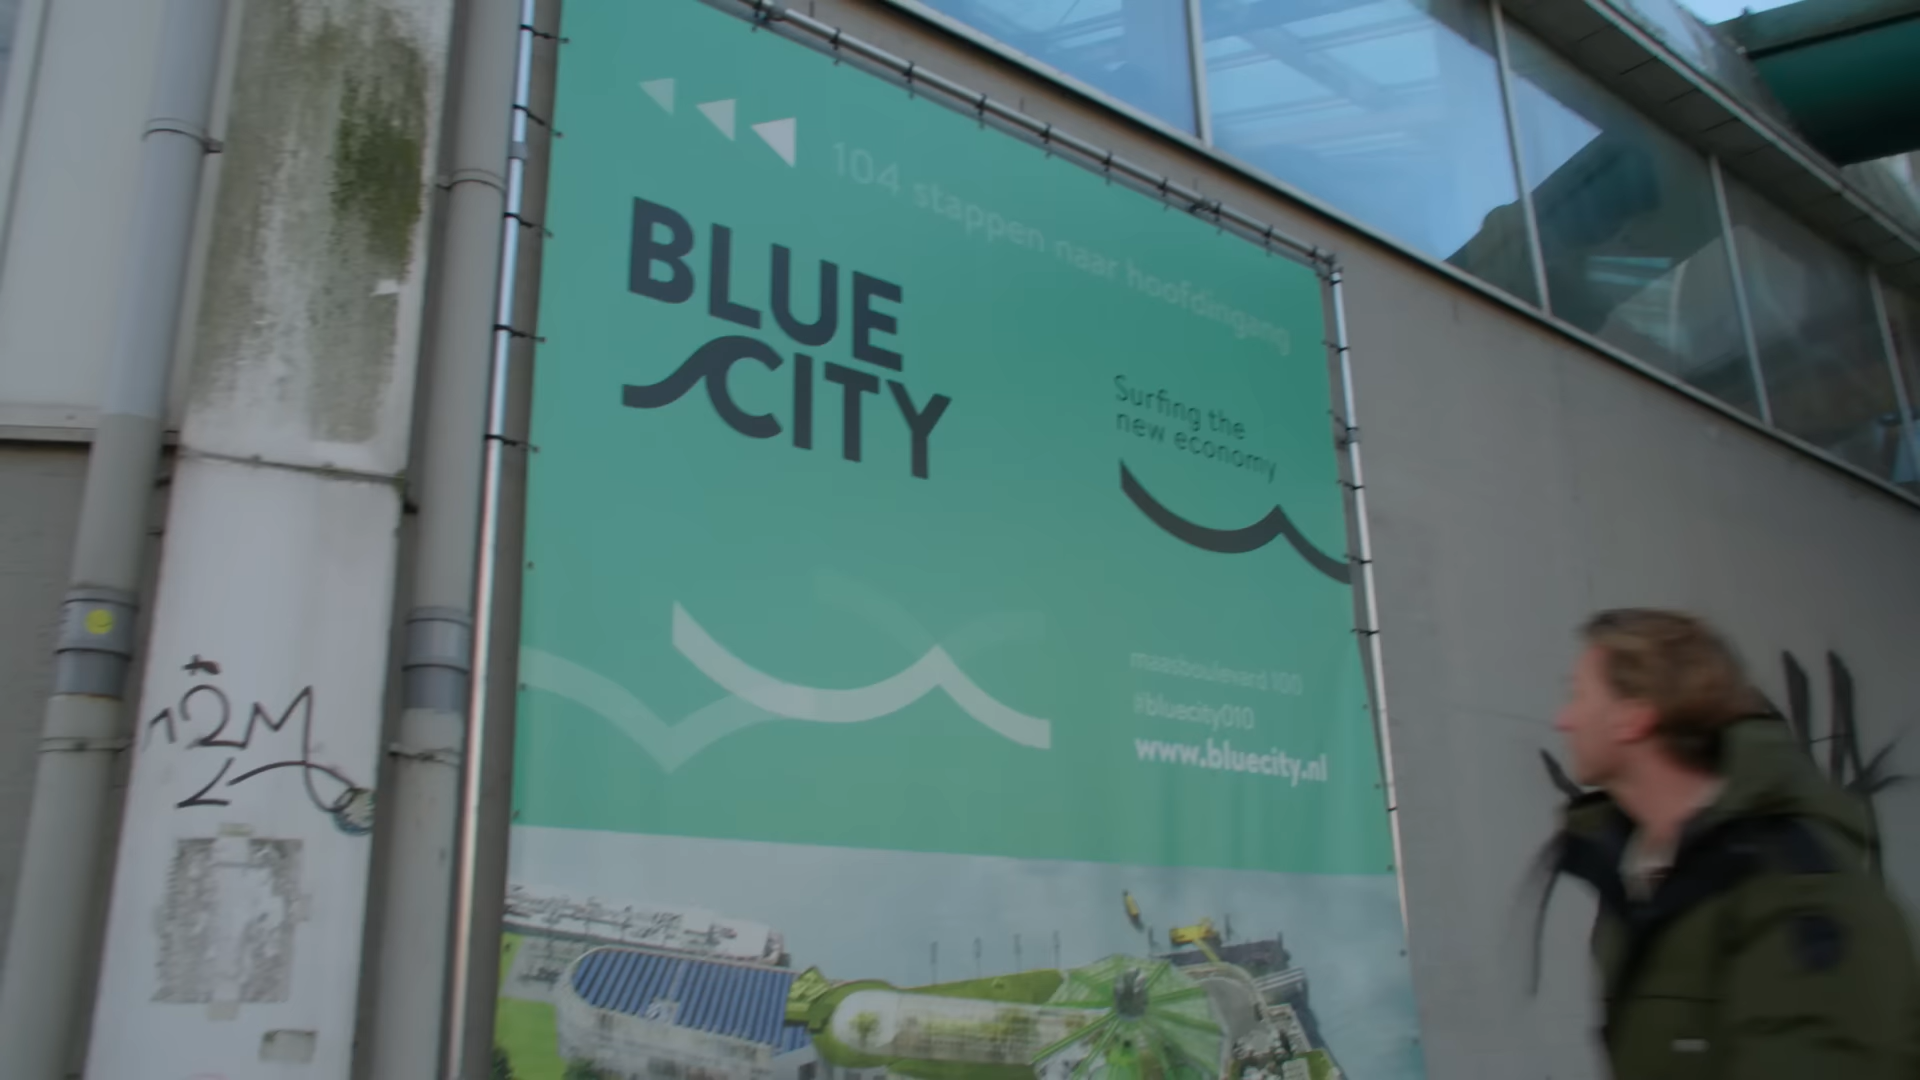 104 stappen naar hoofdingang
BLUE
CITY
Surfing the
new economy
maasboulevard 100
#bluecity010
www.bluecity.nl